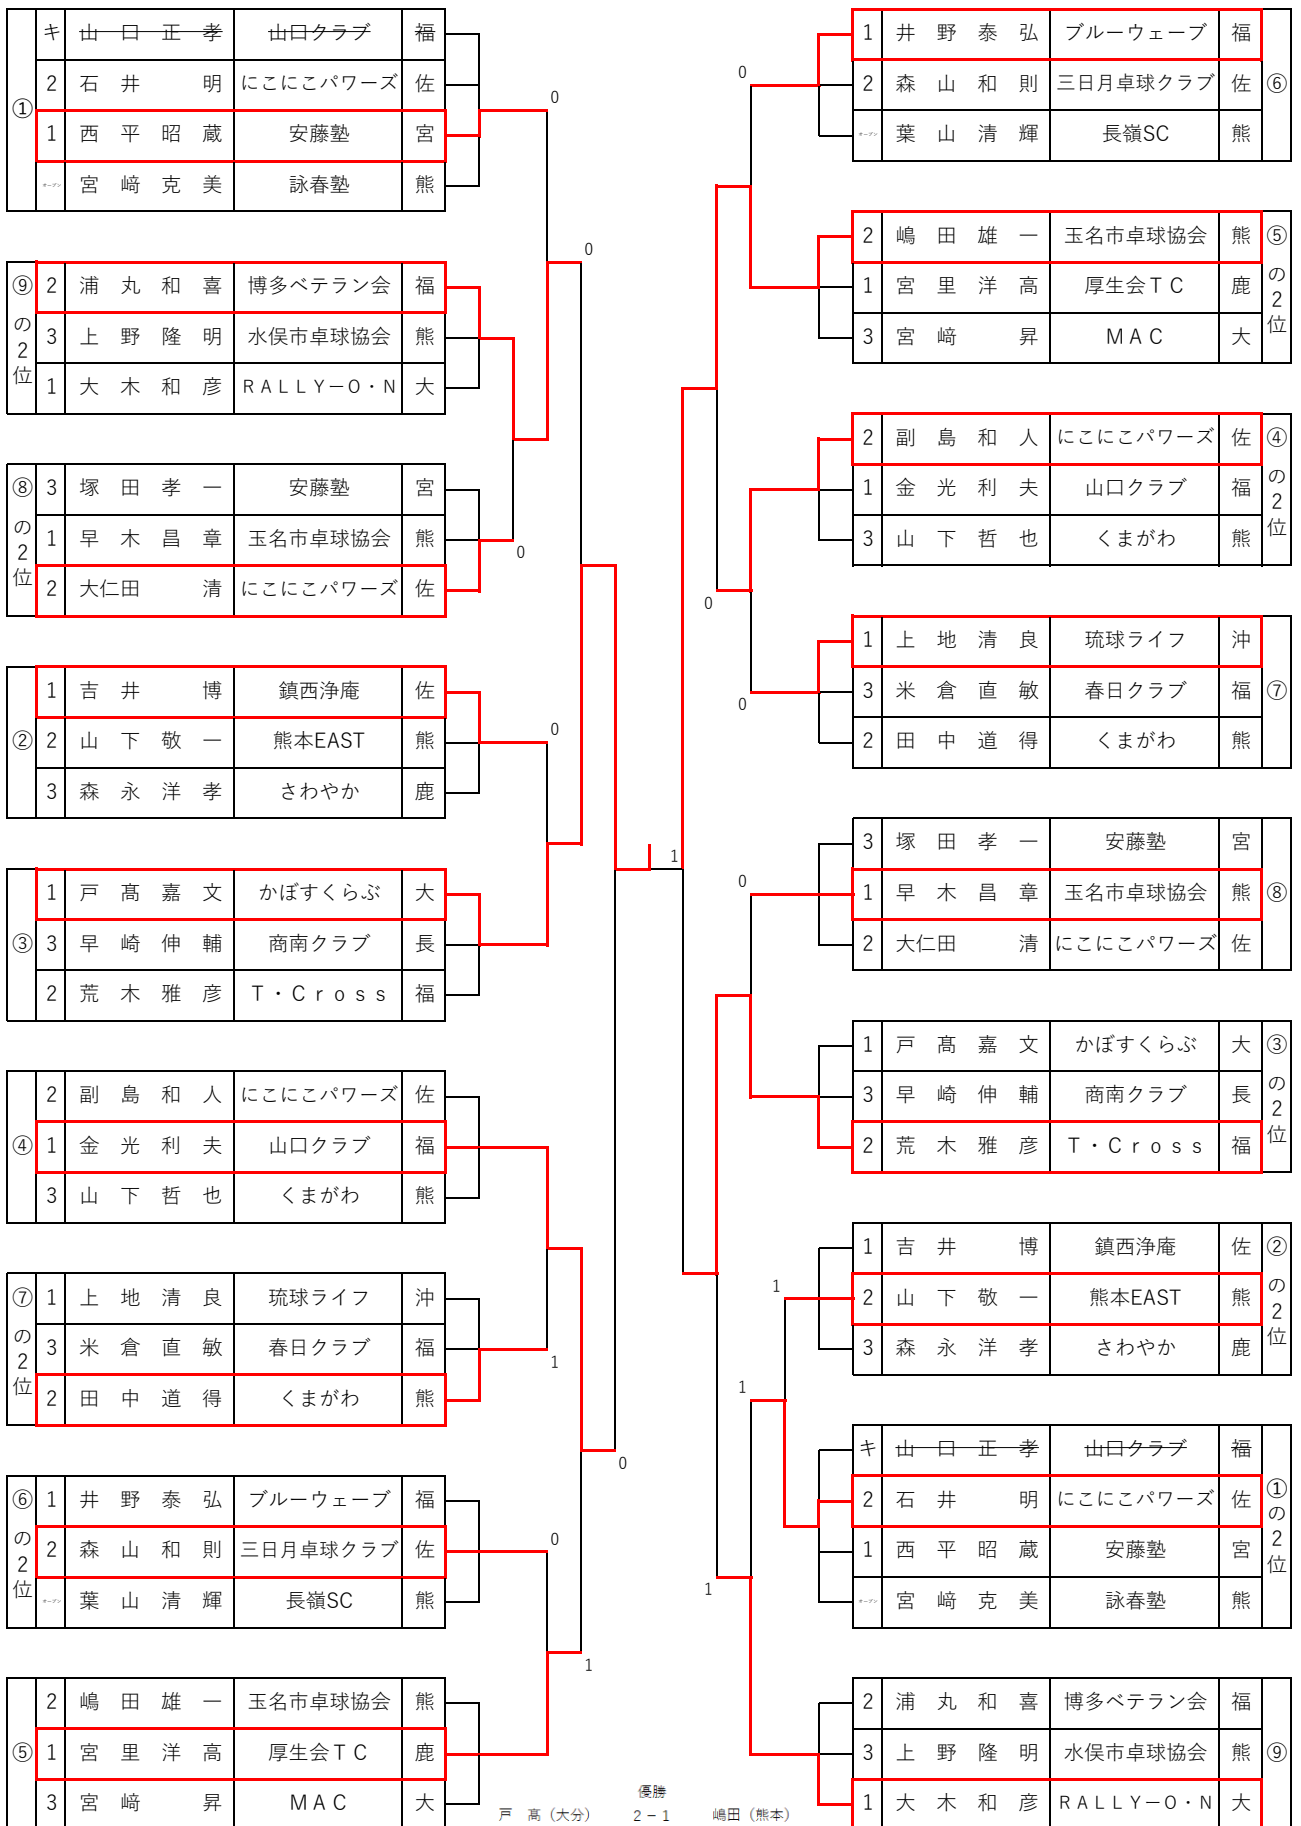 ①
キ 山口正孝 山口クラブ 福
2 石井 明 にこにこパワーズ 佐
1 西平昭蔵 安藤塾 宮
オープン 宮﨑克美 詠春塾 熊
0
⑨の2位
2 浦丸和喜 博多ベテラン会 福
3 上野隆明 水俣市卓球協会 熊
1 大木和彦 RALLY−O・N 大
0
⑧の2位
3 塚田孝一 安藤塾 宮
1 早木昌章 玉名市卓球協会 熊
2 大仁田 清 にこにこパワーズ 佐
0
②
1 吉井 博 鎮西浄庵 佐
2 山下敬一 熊本EAST 熊
3 森永洋孝 さわやか 鹿
0
③
1 戸髙嘉文 かぼすくらぶ 大
3 早崎伸輔 商南クラブ 長
2 荒木雅彦 T・Cross 福
④
2 副島和人 にこにこパワーズ 佐
1 金光利夫 山口クラブ 福
3 山下哲也 くまがわ 熊
⑦の2位
1 上地清良 琉球ライフ 沖
3 米倉直敏 春日クラブ 福
2 田中道得 くまがわ 熊
1
0
⑥の2位
1 井野泰弘 ブルーウェーブ 福
2 森山和則 三日月卓球クラブ 佐
オープン 葉山清輝 長嶺SC 熊
0
1
⑤
2 嶋田雄一 玉名市卓球協会 熊
1 宮里洋高 厚生会TC 鹿
3 宮﨑 昇 MAC 大
1
⑥
1 井野泰弘 ブルーウェーブ 福
2 森山和則 三日月卓球クラブ 佐
オープン 葉山清輝 長嶺SC 熊
0
⑤の2位
2 嶋田雄一 玉名市卓球協会 熊
1 宮里洋高 厚生会TC 鹿
3 宮﨑 昇 MAC 大
④の2位
2 副島和人 にこにこパワーズ 佐
1 金光利夫 山口クラブ 福
3 山下哲也 くまがわ 熊
0
⑦
1 上地清良 琉球ライフ 沖
3 米倉直敏 春日クラブ 福
2 田中道得 くまがわ 熊
0
⑧
3 塚田孝一 安藤塾 宮
1 早木昌章 玉名市卓球協会 熊
2 大仁田 清 にこにこパワーズ 佐
0
③の2位
1 戸髙嘉文 かぼすくらぶ 大
3 早崎伸輔 商南クラブ 長
2 荒木雅彦 T・Cross 福
②の2位
1 吉井 博 鎮西浄庵 佐
2 山下敬一 熊本EAST 熊
3 森永洋孝 さわやか 鹿
1
1
①の2位
キ 山口正孝 山口クラブ 福
2 石井 明 にこにこパワーズ 佐
1 西平昭蔵 安藤塾 宮
オープン 宮﨑克美 詠春塾 熊
1
⑨
2 浦丸和喜 博多ベテラン会 福
3 上野隆明 水俣市卓球協会 熊
1 大木和彦 RALLY−O・N 大
優勝
戸 髙（大分） 2−1 嶋田（熊本）